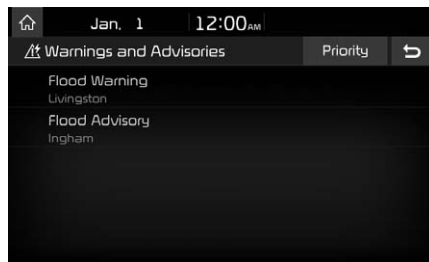 Jan. 1 12:00AM
Warnings and Advisories Priority
Flood Warning
Livingston
Flood Advisory
Ingham